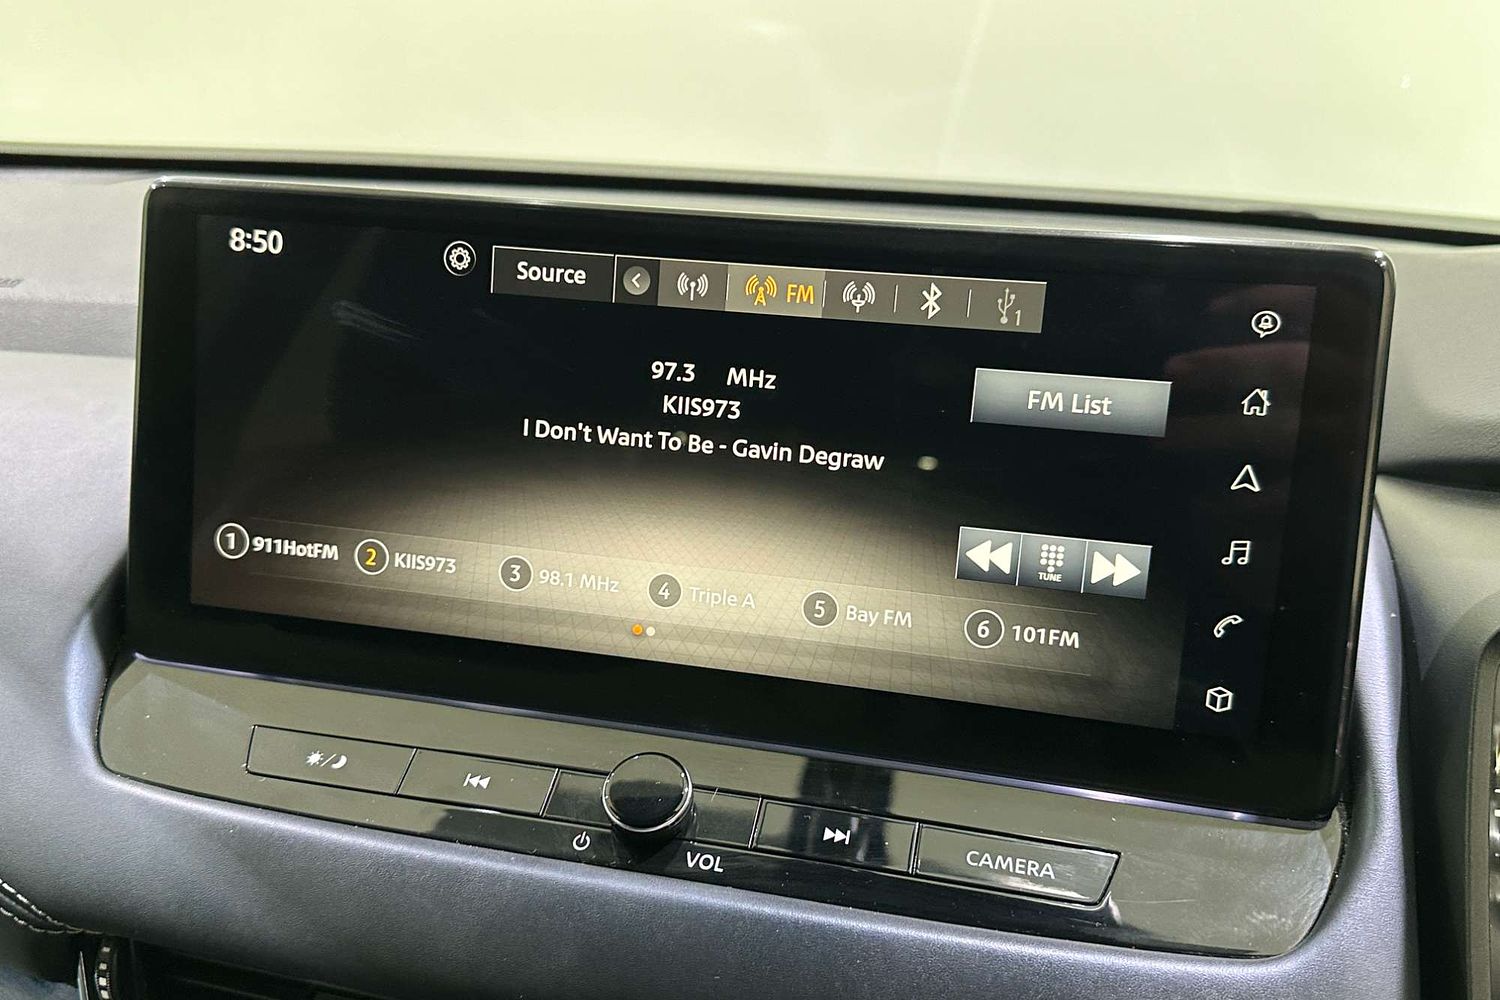 8:50
Source
FM
1
97.3 MHz
KIIS973
I Don't Want To Be - Gavin Degraw
FM List
TUNE
1 911HotFM
2 KIIS973
3 98.1 MHz
4 Triple A
5 Bay FM
6 101FM
VOL
CAMERA